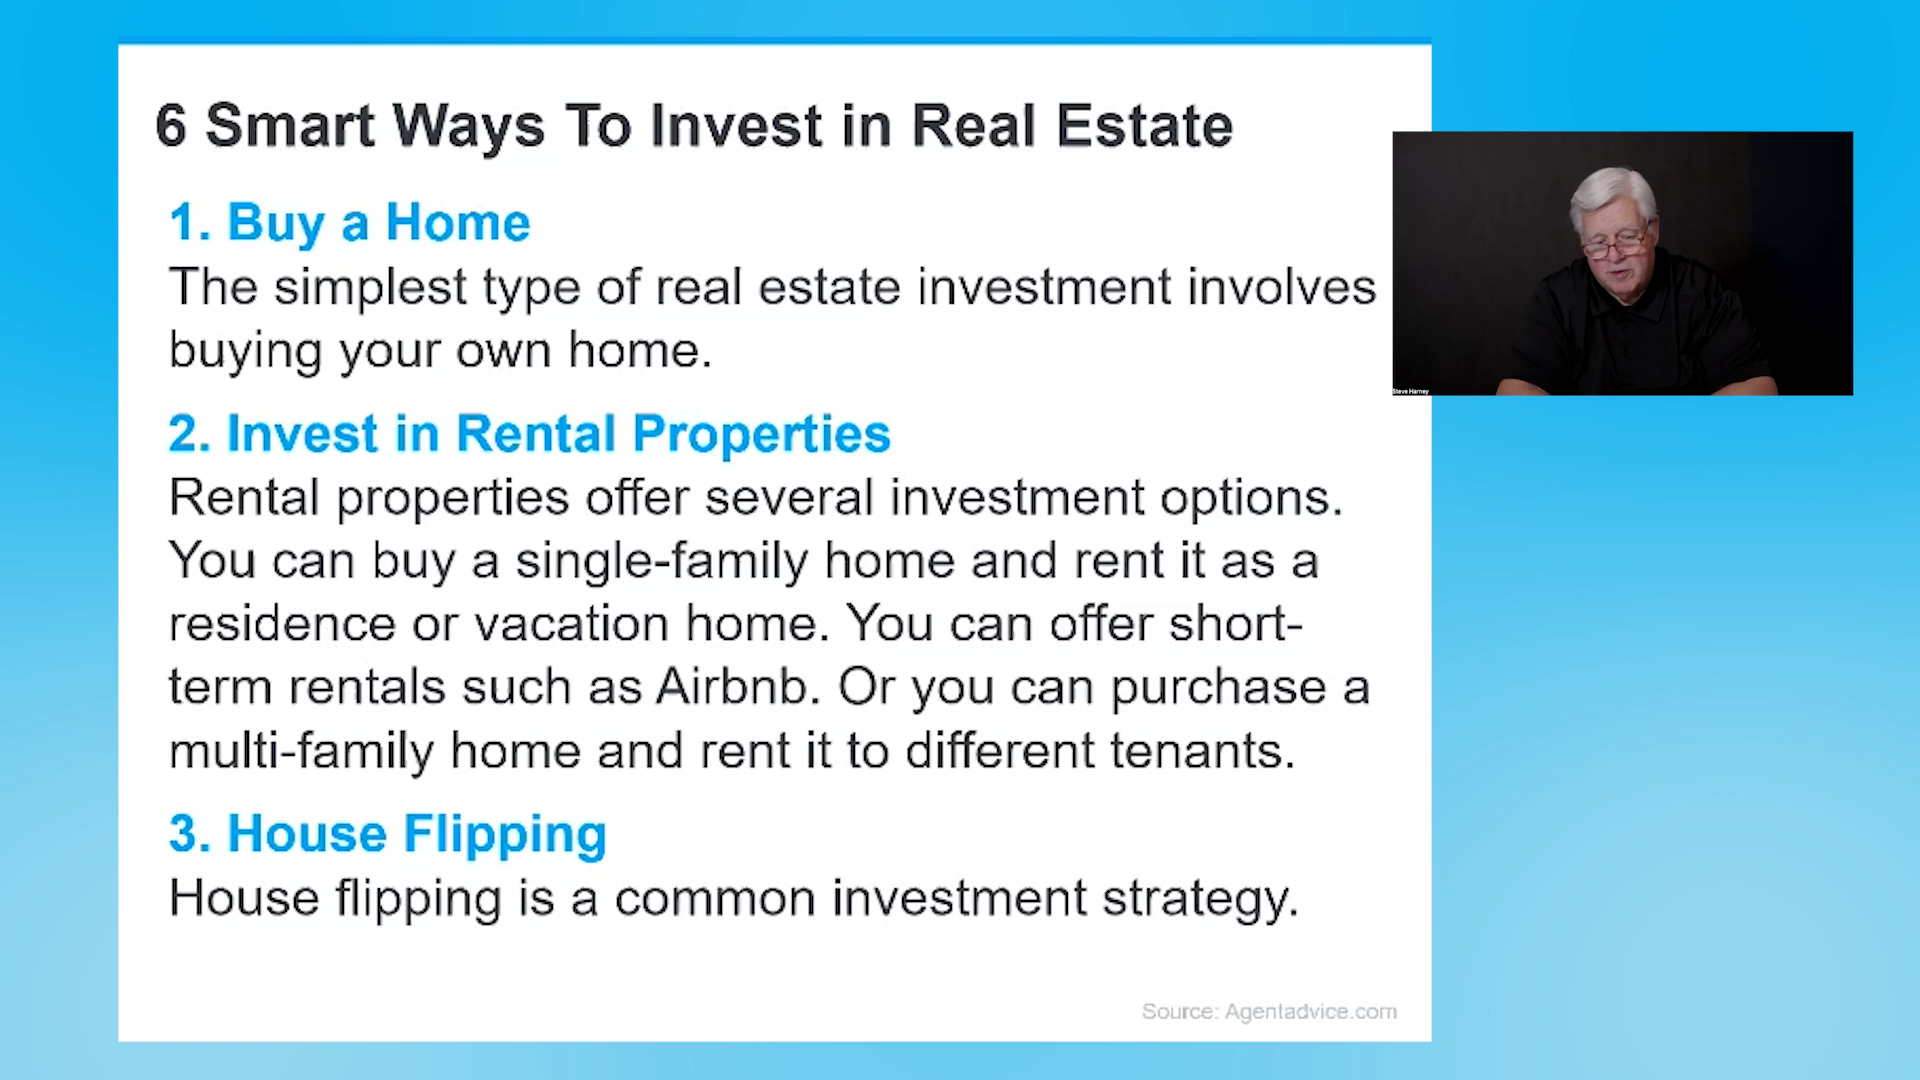 6 Smart Ways To Invest in Real Estate
1. Buy a Home
The simplest type of real estate investment involves
buying your own home.
2. Invest in Rental Properties
Rental properties offer several investment options.
You can buy a single-family home and rent it as a
residence or vacation home. You can offer short-
term rentals such as Airbnb. Or you can purchase a
multi-family home and rent it to different tenants.
3. House Flipping
House flipping is a common investment strategy.
Source: Agentadvice.com
Steve Harney